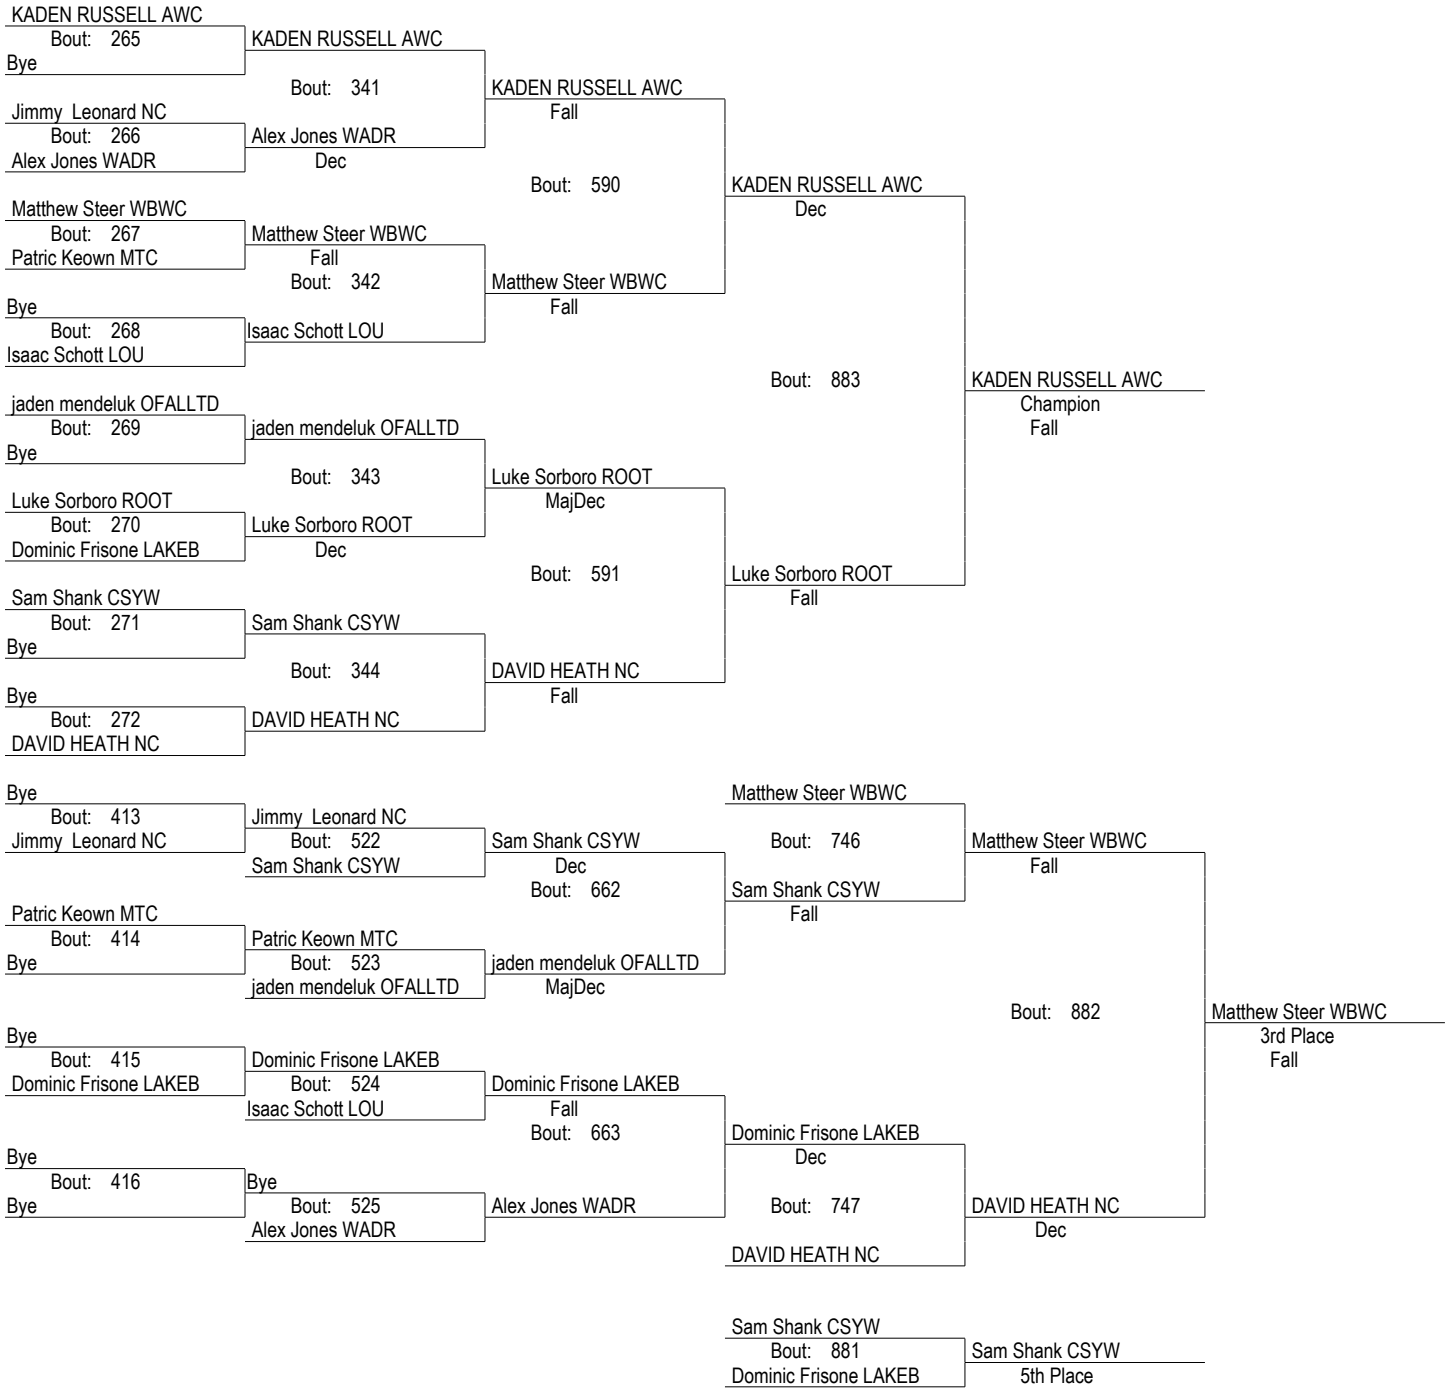 KADEN RUSSELL AWC
Bout: 265
KADEN RUSSELL AWC
Bye
Bout: 341
KADEN RUSSELL AWC
Jimmy  Leonard NC
Fall
Bout: 266
Alex Jones WADR
Alex Jones WADR
Dec
Bout: 590
KADEN RUSSELL AWC
Matthew Steer WBWC
Dec
Bout: 267
Matthew Steer WBWC
Patric Keown MTC
Fall
Bout: 342
Matthew Steer WBWC
Bye
Fall
Bout: 268
Isaac Schott LOU
Isaac Schott LOU
Bout: 883
KADEN RUSSELL AWC
jaden mendeluk OFALLTD
Champion
Bout: 269
jaden mendeluk OFALLTD
Fall
Bye
Bout: 343
Luke Sorboro ROOT
Luke Sorboro ROOT
MajDec
Bout: 270
Luke Sorboro ROOT
Dominic Frisone LAKEB
Dec
Bout: 591
Luke Sorboro ROOT
Sam Shank CSYW
Fall
Bout: 271
Sam Shank CSYW
Bye
Bout: 344
DAVID HEATH NC
Bye
Fall
Bout: 272
DAVID HEATH NC
DAVID HEATH NC
Bye
Matthew Steer WBWC
Bout: 413
Jimmy  Leonard NC
Jimmy  Leonard NC
Bout: 522
Sam Shank CSYW
Bout: 746
Matthew Steer WBWC
Sam Shank CSYW
Dec
Fall
Bout: 662
Sam Shank CSYW
Patric Keown MTC
Fall
Bout: 414
Patric Keown MTC
Bye
Bout: 523
jaden mendeluk OFALLTD
jaden mendeluk OFALLTD
MajDec
Bout: 882
Matthew Steer WBWC
Bye
3rd Place
Bout: 415
Dominic Frisone LAKEB
Fall
Dominic Frisone LAKEB
Bout: 524
Dominic Frisone LAKEB
Isaac Schott LOU
Fall
Bout: 663
Dominic Frisone LAKEB
Bye
Dec
Bout: 416
Bye
Bye
Bout: 525
Alex Jones WADR
Bout: 747
DAVID HEATH NC
Alex Jones WADR
Dec
DAVID HEATH NC
Sam Shank CSYW
Bout: 881
Sam Shank CSYW
Dominic Frisone LAKEB
5th Place